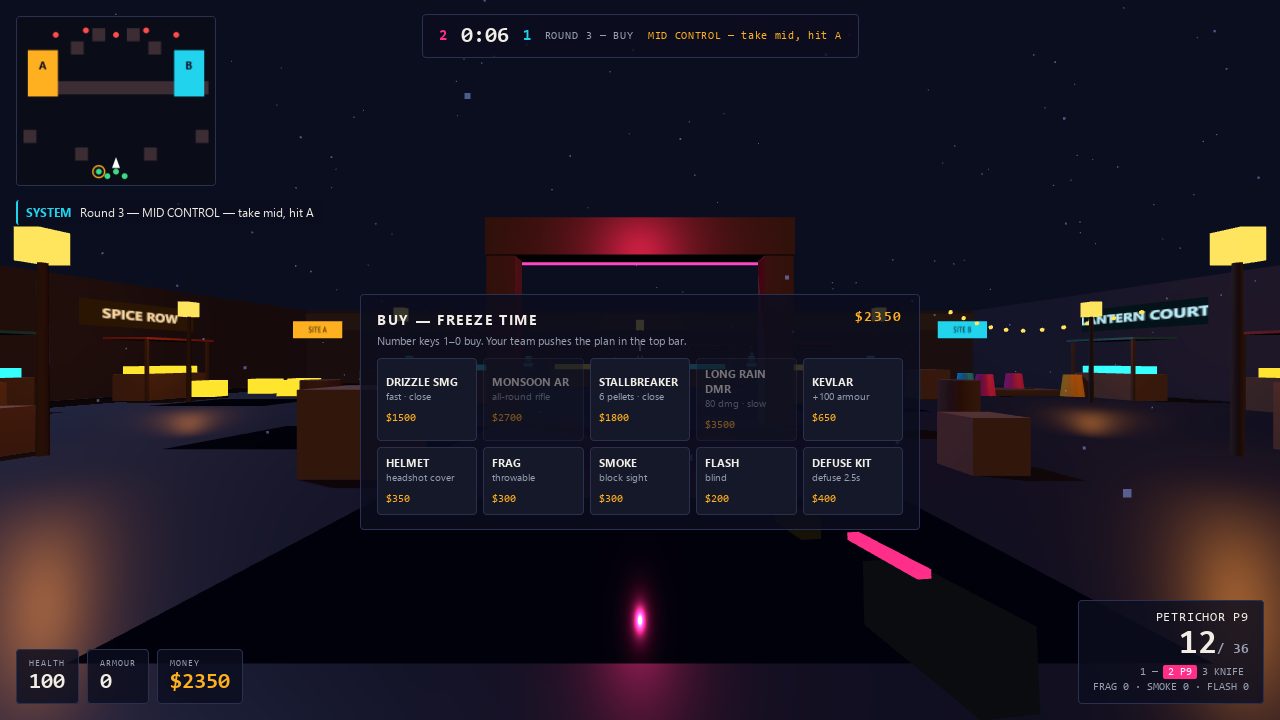 A
B
2 0:06 1 ROUND 3 — BUY MID CONTROL — take mid, hit A
SYSTEM Round 3 — MID CONTROL — take mid, hit A
SPICE ROW
SITE A
SITE B
LANTERN COURT
BUY — FREEZE TIME
$2350
Number keys 1–0 buy. Your team pushes the plan in the top bar.
DRIZZLE SMG
fast · close
$1500
MONSOON AR
all-round rifle
$2700
STALLBREAKER
6 pellets · close
$1800
LONG RAIN
DMR
80 dmg · slow
$3500
KEVLAR
+100 armour
$650
HELMET
headshot cover
$350
FRAG
throwable
$300
SMOKE
block sight
$300
FLASH
blind
$200
DEFUSE KIT
defuse 2.5s
$400
HEALTH
100
ARMOUR
0
MONEY
$2350
PETRICHOR P9
12 / 36
1 — 2 P9 3 KNIFE
FRAG 0 · SMOKE 0 · FLASH 0